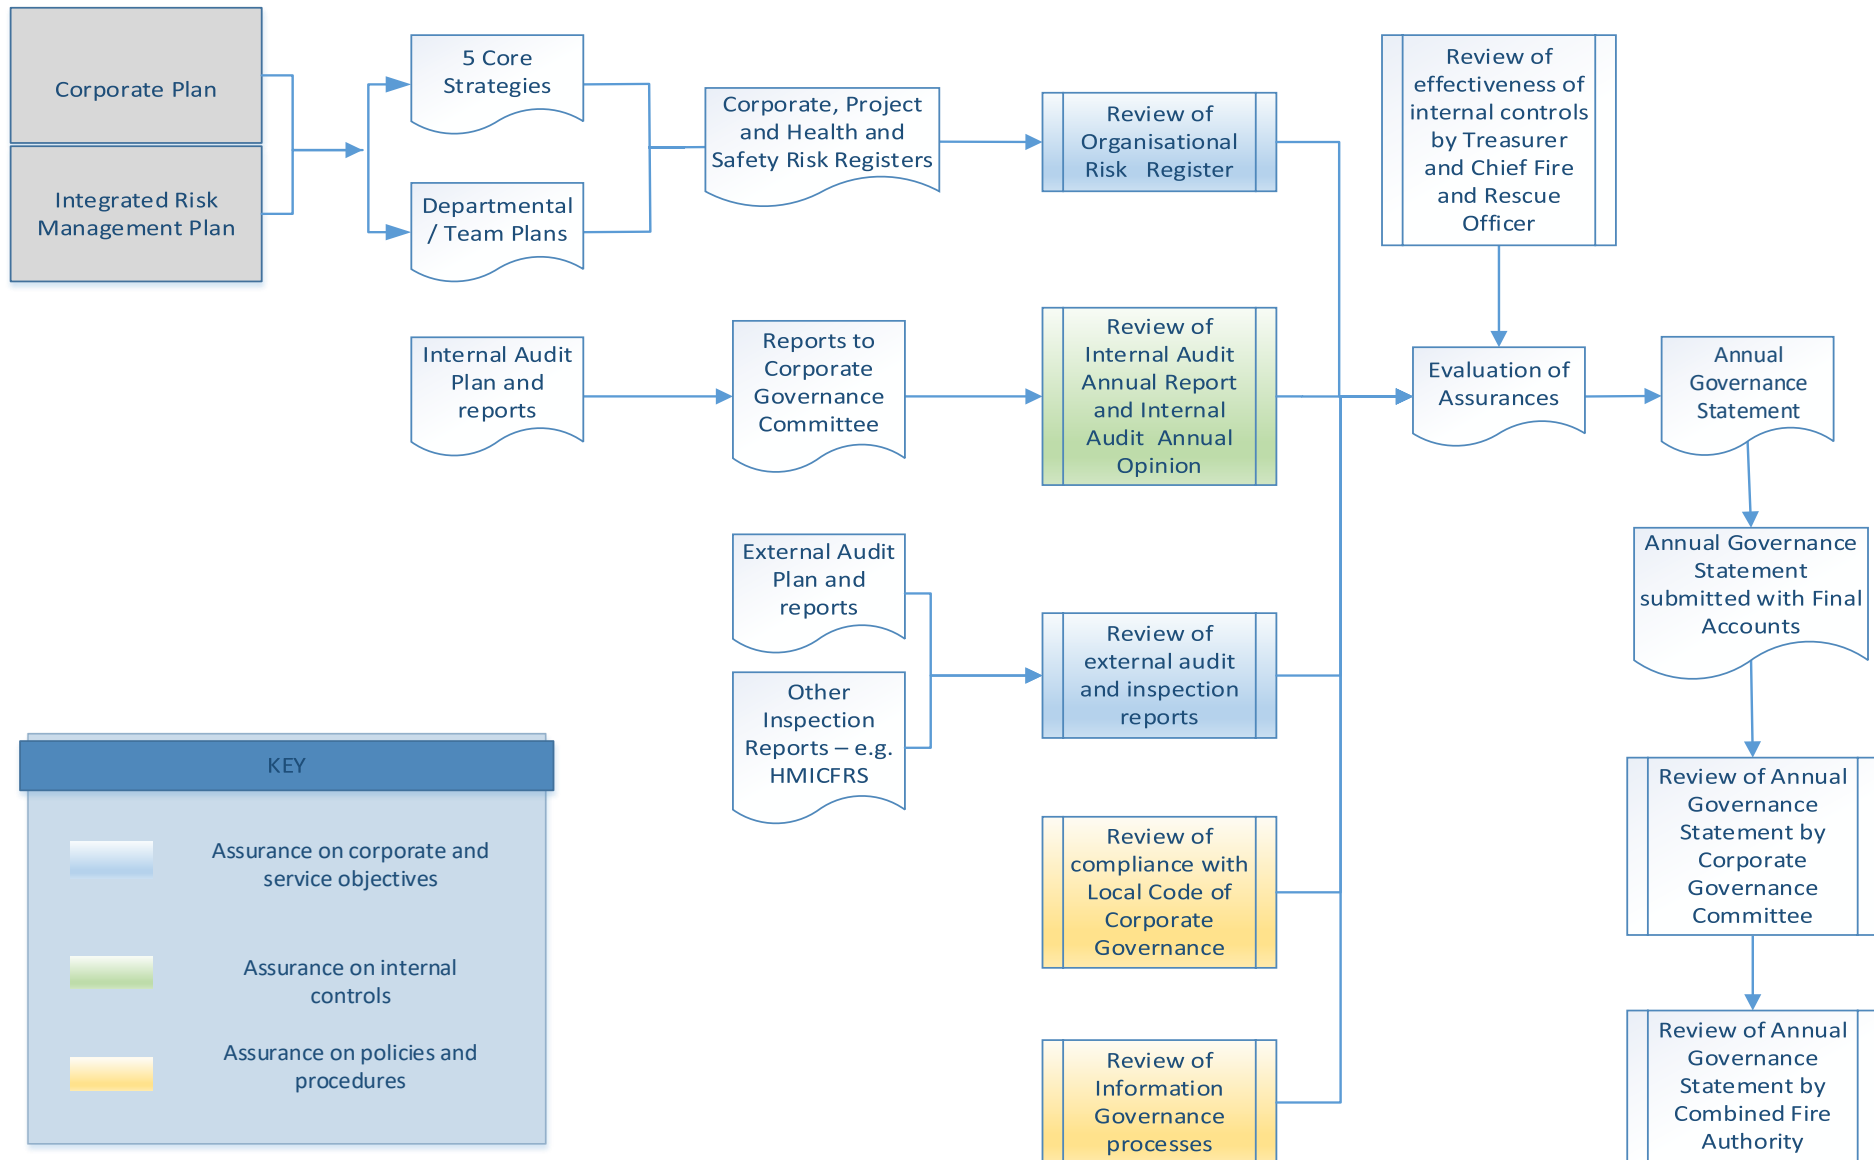 Corporate Plan
Integrated Risk
Management Plan
5 Core
Strategies
Departmental
/ Team Plans
Corporate, Project
and Health and
Safety Risk Registers
Review of
Organisational
Risk Register
Review of
effectiveness of
internal controls
by Treasurer
and Chief Fire
and Rescue
Officer
Internal Audit
Plan and
reports
Reports to
Corporate
Governance
Committee
Review of
Internal Audit
Annual Report
and Internal
Audit Annual
Opinion
Evaluation of
Assurances
Annual
Governance
Statement
External Audit
Plan and
reports
Other
Inspection
Reports – e.g.
HMICFRS
Review of
external audit
and inspection
reports
Annual Governance
Statement
submitted with Final
Accounts
Review of
compliance with
Local Code of
Corporate
Governance
Review of Annual
Governance
Statement by
Corporate
Governance
Committee
Review of
Information
Governance
processes
Review of Annual
Governance
Statement by
Combined Fire
Authority
KEY
Assurance on corporate and
service objectives
Assurance on internal
controls
Assurance on policies and
procedures